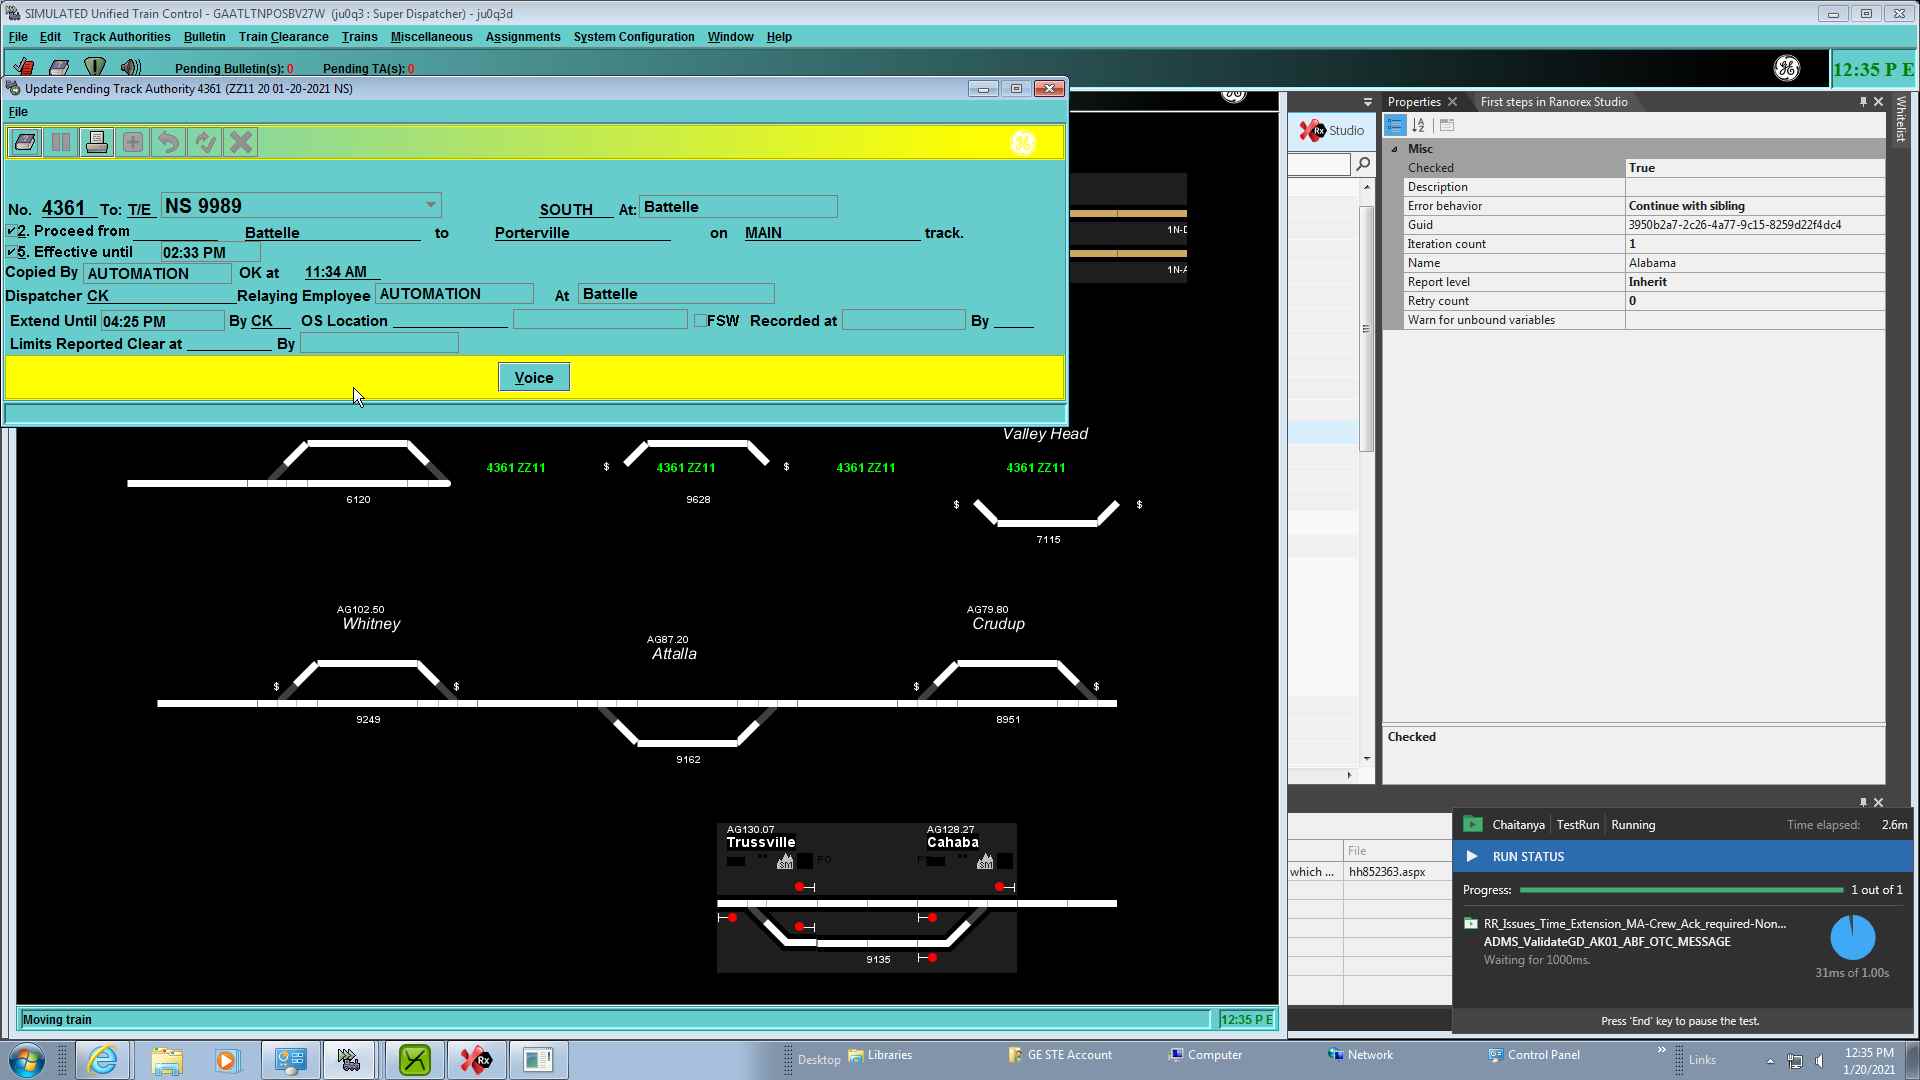 SIMULATED Unified Train Control - GAATLTNPOSBV27W (ju0q3 : Super Dispatcher) - ju0q3d
File Edit Track Authorities Bulletin Train Clearance Trains Miscellaneous Assignments System Configuration Window Help
Pending Bulletin(s): 0 Pending TA(s): 0
12:35 P E
Update Pending Track Authority 4361 (ZZ11 20 01-20-2021 NS)
File
No. 4361 To: T/E NS 9989 SOUTH At: Battelle
2. Proceed from Battelle to Porterville on MAIN track.
5. Effective until 02:33 PM
Copied By AUTOMATION OK at 11:34 AM
Dispatcher CK Relaying Employee AUTOMATION At Battelle
Extend Until 04:25 PM By CK OS Location FSW Recorded at By
Limits Reported Clear at By
Voice
1N-A
Valley Head
4361 ZZ11 $ 4361 ZZ11 $ 4361 ZZ11 4361 ZZ11
6120 9628 $ $
7115
AG102.50 AG79.80
Whitney Crudup
AG87.20
Attalla
$ $ $ $
9249 8951
9162
AG130.07 AG128.27
Trussville Cahaba
SM SM
9135
Moving train 12:35 P E
Rx Studio
Properties First steps in Ranorex Studio
Whitelist
Misc
Checked True
Description
Error behavior Continue with sibling
Guid 3950b2a7-2c26-4a77-9c15-8259d22f4dc4
Iteration count 1
Name Alabama
Report level Inherit
Retry count 0
Warn for unbound variables
Checked
File
which ... hh852363.aspx
Chaitanya TestRun Running Time elapsed: 2.6m
RUN STATUS
Progress: 1 out of 1
RR_Issues_Time_Extension_MA-Crew_Ack_required-Non...
ADMS_ValidateGD_AK01_ABF_OTC_MESSAGE
Waiting for 1000ms.
31ms of 1.00s
Press 'End' key to pause the test.
Desktop Libraries GE STE Account Computer Network Control Panel » Links
12:35 PM
1/20/2021